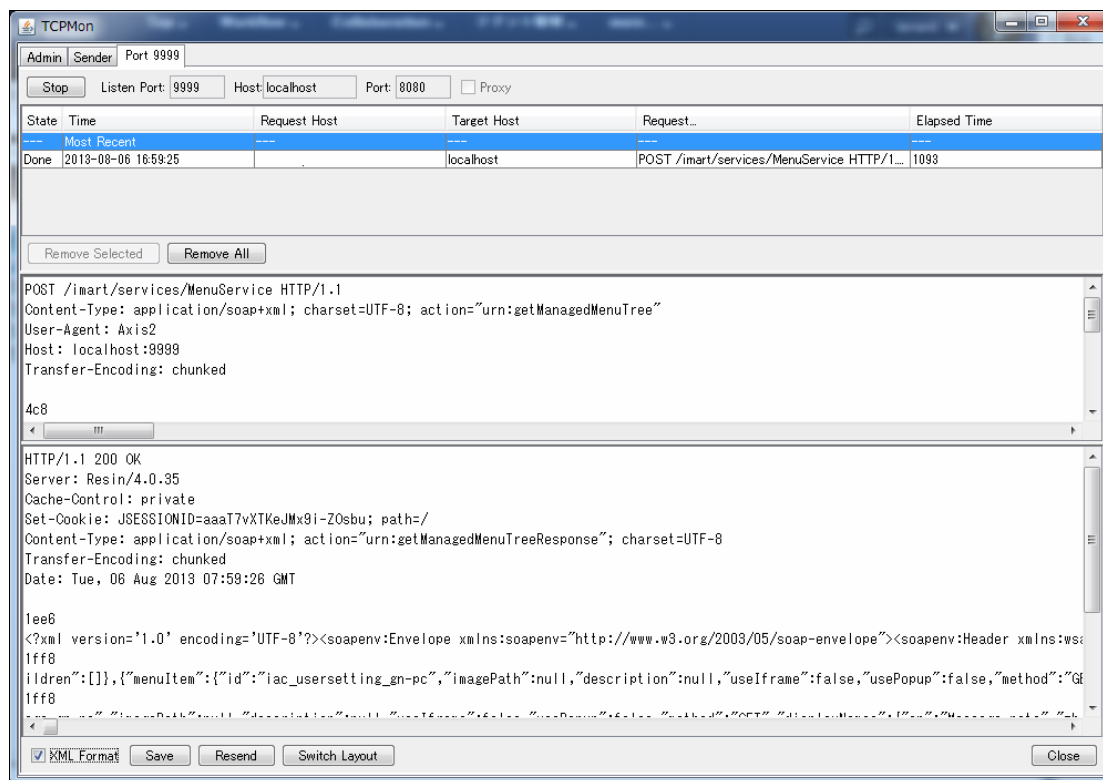 TCPMon
Admin Sender Port 9999
Stop Listen Port: 9999 Host: localhost Port: 8080 Proxy
State Time Request Host Target Host Request... Elapsed Time
--- Most Recent --- --- --- ---
Done 2013-08-06 16:59:25 localhost POST /imart/services/MenuService HTTP/1... 1093
Remove Selected Remove All
POST /imart/services/MenuService HTTP/1.1
Content-Type: application/soap+xml; charset=UTF-8; action="urn:getManagedMenuTree"
User-Agent: Axis2
Host: localhost:9999
Transfer-Encoding: chunked
4c8
HTTP/1.1 200 OK
Server: Resin/4.0.35
Cache-Control: private
Set-Cookie: JSESSIONID=aaaT7vXTKeJMx9i-ZOsbu; path=/
Content-Type: application/soap+xml; action="urn:getManagedMenuTreeResponse"; charset=UTF-8
Transfer-Encoding: chunked
Date: Tue, 06 Aug 2013 07:59:26 GMT
1ee6
<?xml version='1.0' encoding='UTF-8'?><soapenv:Envelope xmlns:soapenv="http://www.w3.org/2003/05/soap-envelope"><soapenv:Header xmlns:wsa
1ff8
ildren":[]},{"menuItem":{"id":"iac_usersetting_gn-pc","imagePath":null,"description":null,"useIframe":false,"usePopup":false,"method":"GE
1ff8
XML Format Save Resend Switch Layout Close